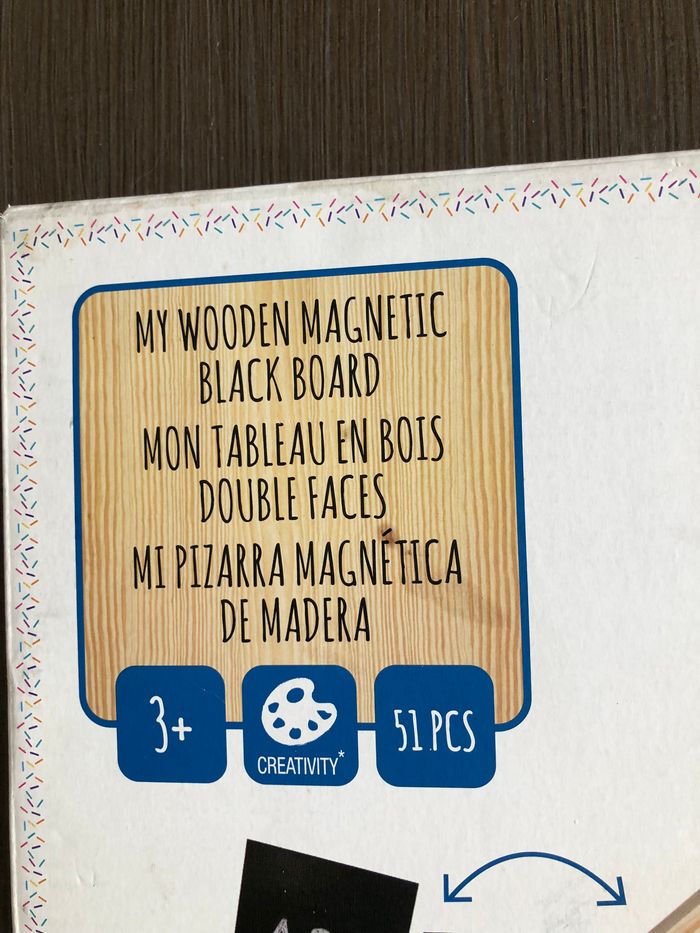 MY WOODEN MAGNETIC
BLACK BOARD
MON TABLEAU EN BOIS
DOUBLE FACES
MI PIZARRA MAGNÉTICA
DE MADERA
3+
CREATIVITY*
51 PCS